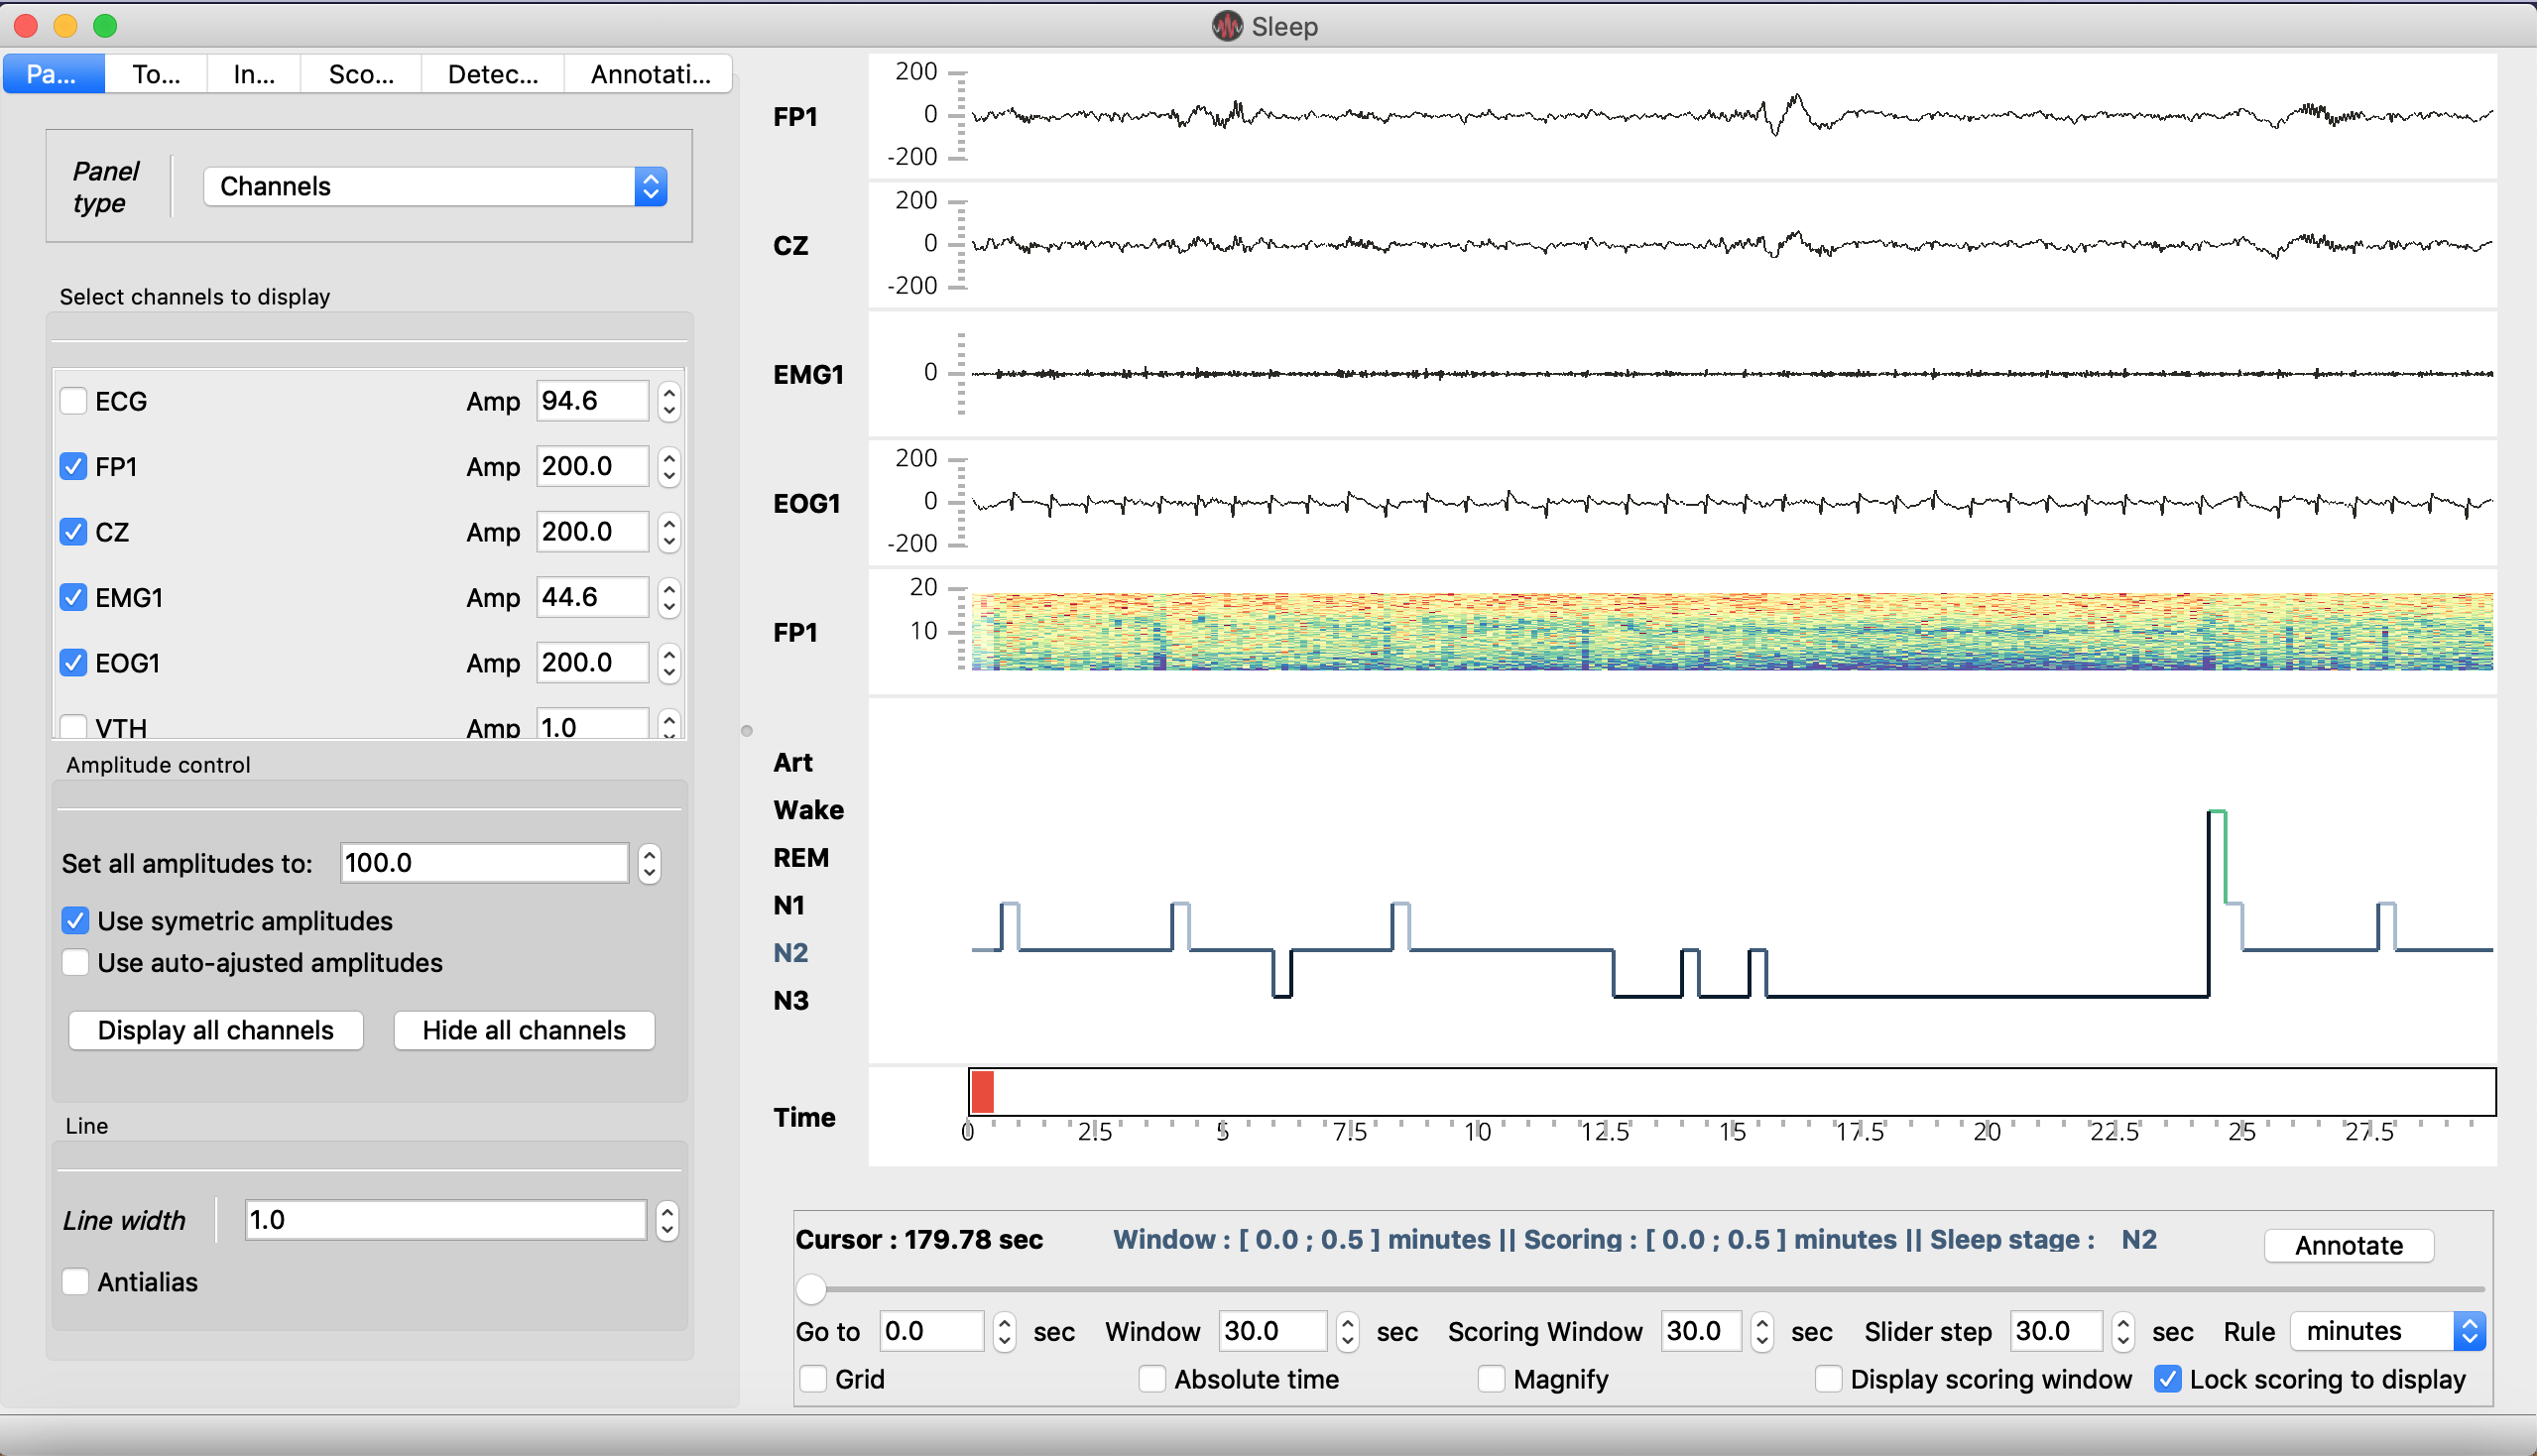 Sleep
Pa... To... In... Sco... Detec... Annotati...
Panel type
Channels
Select channels to display
ECG Amp 94.6
FP1 Amp 200.0
CZ Amp 200.0
EMG1 Amp 44.6
EOG1 Amp 200.0
VTH Amp 1.0
Amplitude control
Set all amplitudes to: 100.0
Use symetric amplitudes
Use auto-ajusted amplitudes
Display all channels Hide all channels
Line
Line width 1.0
Antialias
200
FP1 0
-200
200
CZ 0
-200
EMG1 0
200
EOG1 0
-200
20
FP1 10
Art
Wake
REM
N1
N2
N3
Time
0 2.5 5 7.5 10 12.5 15 17.5 20 22.5 25 27.5
Cursor : 179.78 sec Window : [ 0.0 ; 0.5 ] minutes || Scoring : [ 0.0 ; 0.5 ] minutes || Sleep stage : N2 Annotate
Go to 0.0 sec Window 30.0 sec Scoring Window 30.0 sec Slider step 30.0 sec Rule minutes
Grid Absolute time Magnify Display scoring window Lock scoring to display